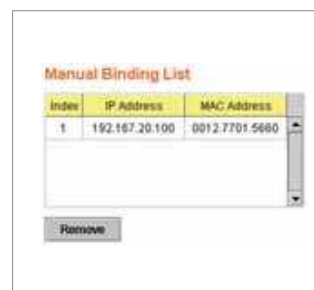 Manual Binding List
Index IP Address MAC Address
1 192.167.20.100 0012.7701.5660
Remove